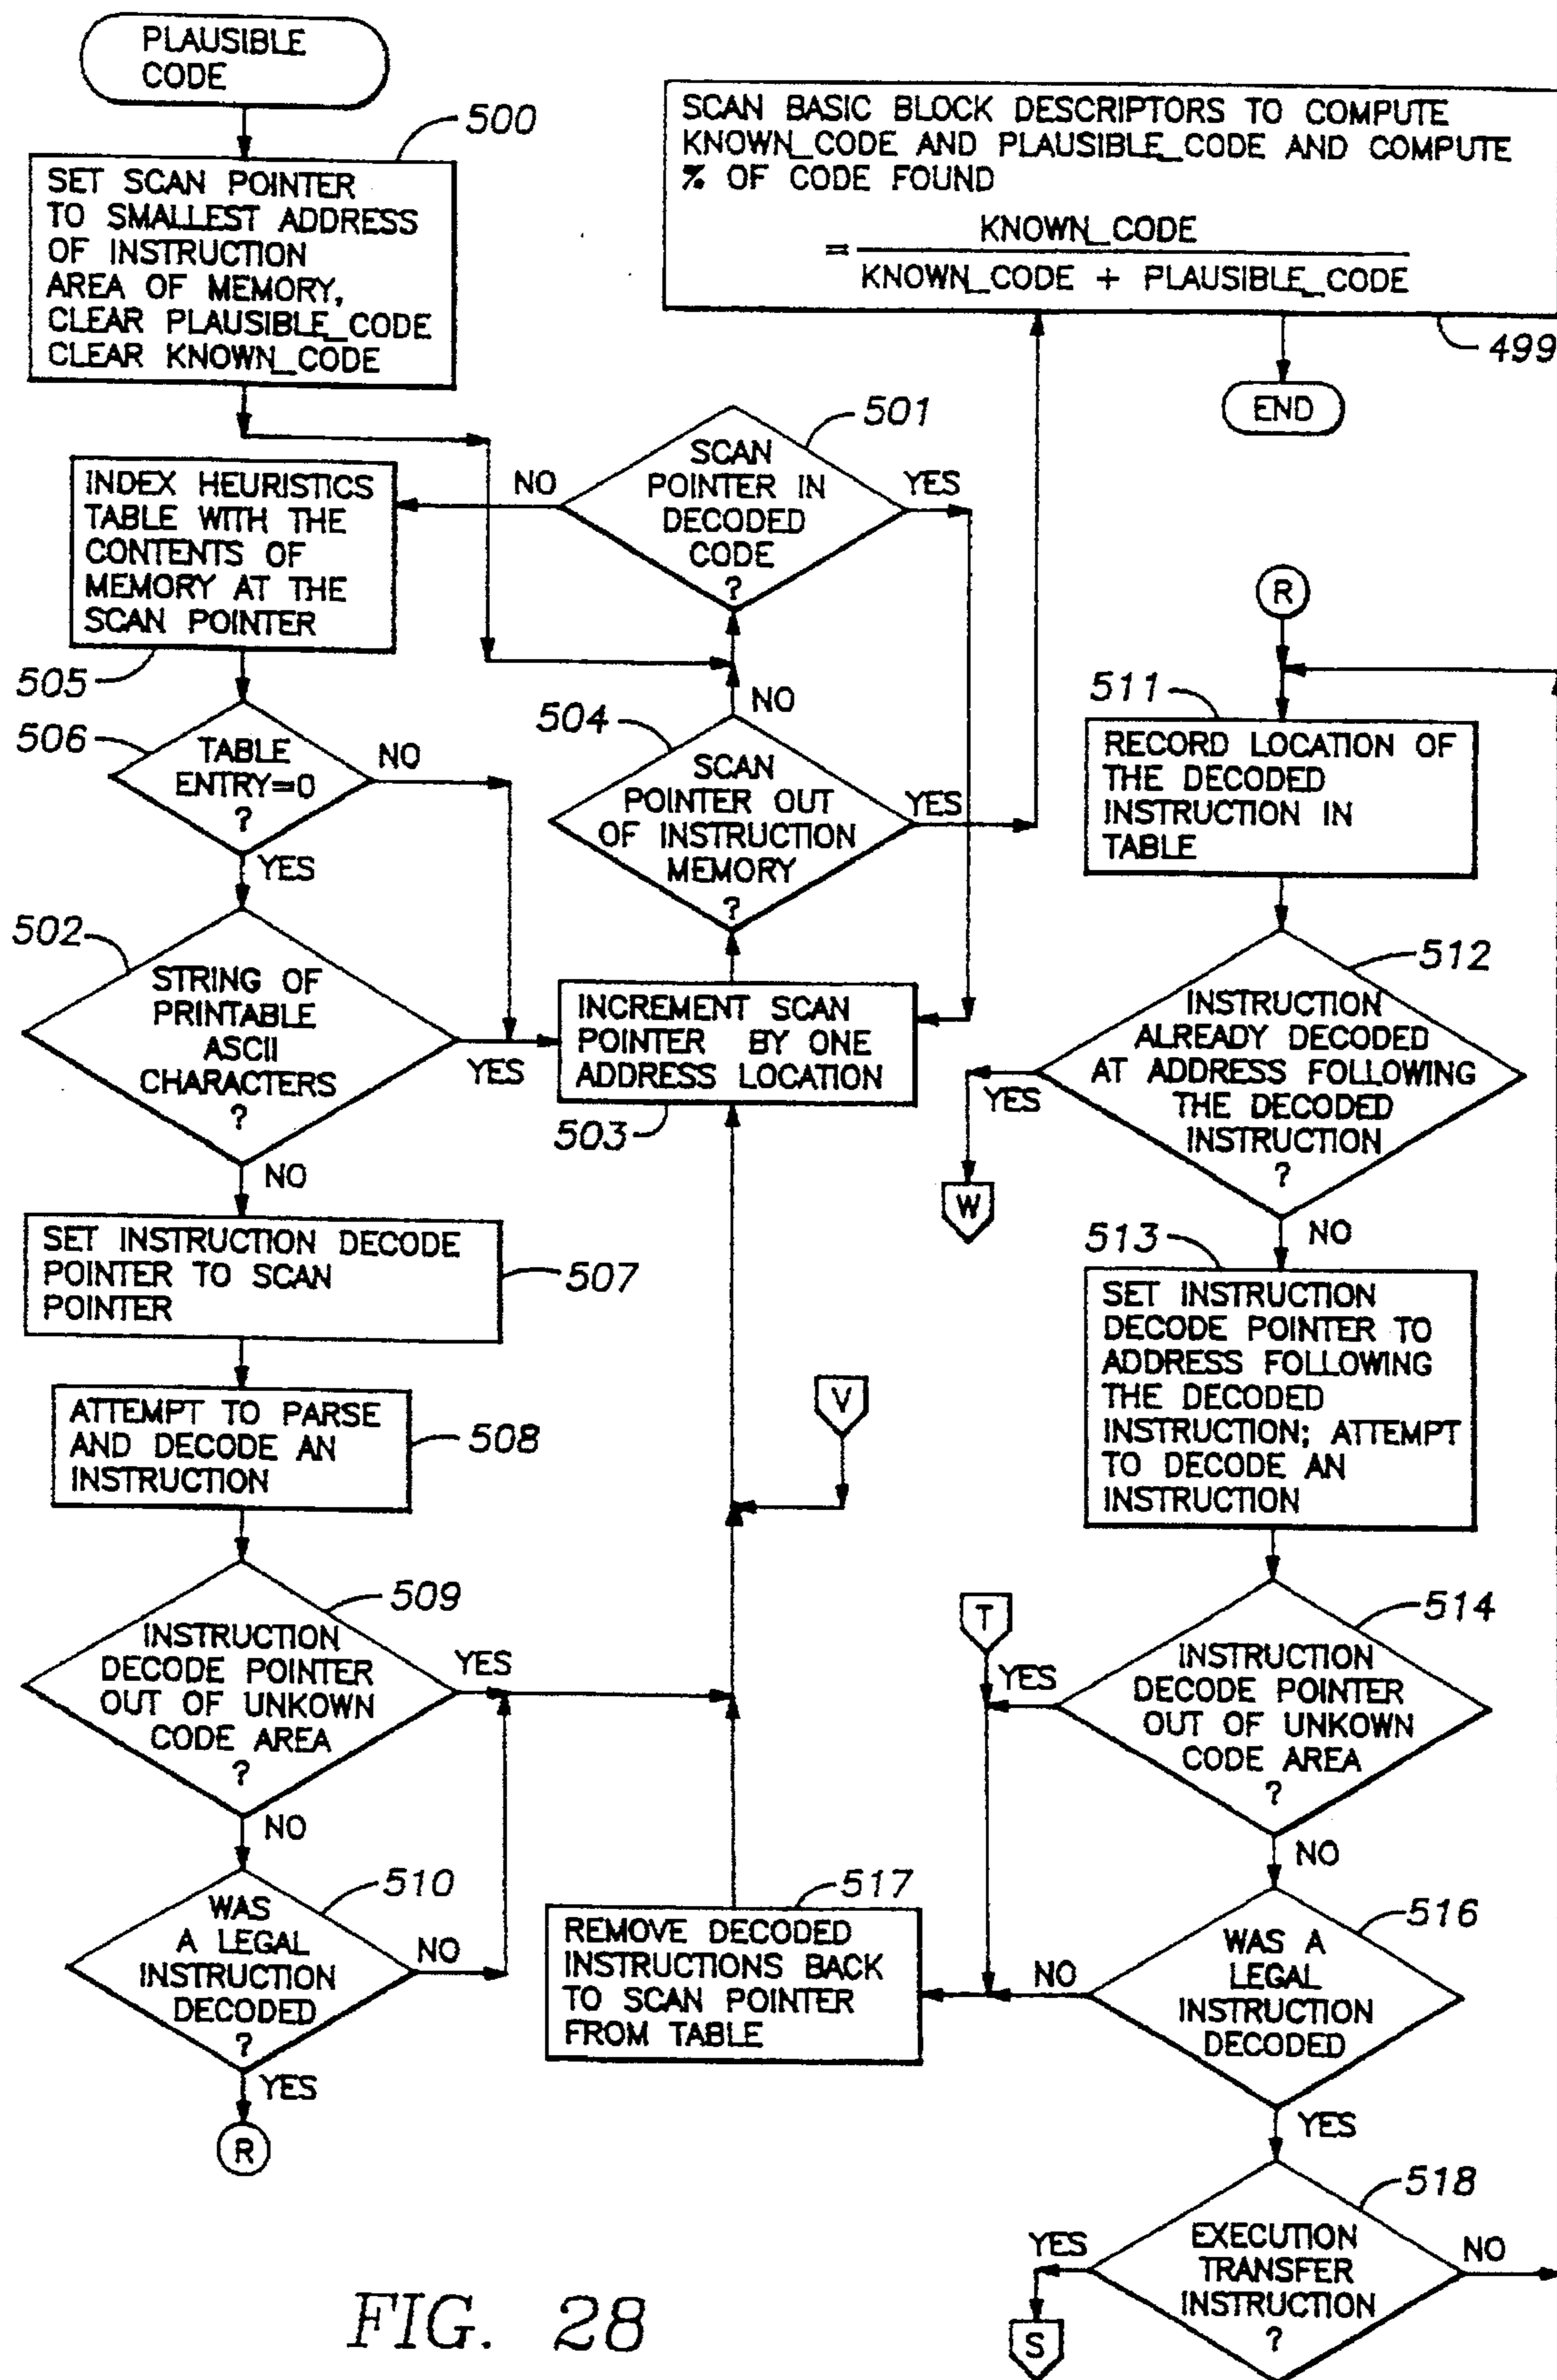 PLAUSIBLE
CODE
500
SET SCAN POINTER
TO SMALLEST ADDRESS
OF INSTRUCTION
AREA OF MEMORY,
CLEAR PLAUSIBLE_CODE
CLEAR KNOWN_CODE
SCAN BASIC BLOCK DESCRIPTORS TO COMPUTE
KNOWN_CODE AND PLAUSIBLE_CODE AND COMPUTE
% OF CODE FOUND
= KNOWN_CODE
KNOWN_CODE + PLAUSIBLE_CODE
499
END
501
SCAN
POINTER IN
DECODED
CODE
?
NO
YES
INDEX HEURISTICS
TABLE WITH THE
CONTENTS OF
MEMORY AT THE
SCAN POINTER
505
506
TABLE
ENTRY=0
?
NO
YES
504
NO
SCAN
POINTER OUT
OF INSTRUCTION
MEMORY
?
YES
502
STRING OF
PRINTABLE
ASCII
CHARACTERS
?
YES
NO
INCREMENT SCAN
POINTER BY ONE
ADDRESS LOCATION
503
SET INSTRUCTION DECODE
POINTER TO SCAN
POINTER
507
ATTEMPT TO PARSE
AND DECODE AN
INSTRUCTION
508
V
509
INSTRUCTION
DECODE POINTER
OUT OF UNKOWN
CODE AREA
?
YES
NO
510
WAS
A LEGAL
INSTRUCTION
DECODED
?
NO
YES
R
517
REMOVE DECODED
INSTRUCTIONS BACK
TO SCAN POINTER
FROM TABLE
R
511
RECORD LOCATION OF
THE DECODED
INSTRUCTION IN
TABLE
512
INSTRUCTION
ALREADY DECODED
AT ADDRESS FOLLOWING
THE DECODED
INSTRUCTION
?
YES
W
NO
513
SET INSTRUCTION
DECODE POINTER TO
ADDRESS FOLLOWING
THE DECODED
INSTRUCTION; ATTEMPT
TO DECODE AN
INSTRUCTION
T
514
INSTRUCTION
DECODE POINTER
OUT OF UNKOWN
CODE AREA
?
YES
NO
516
WAS A
LEGAL
INSTRUCTION
DECODED
NO
YES
518
EXECUTION
TRANSFER
INSTRUCTION
?
YES
NO
S
FIG. 28